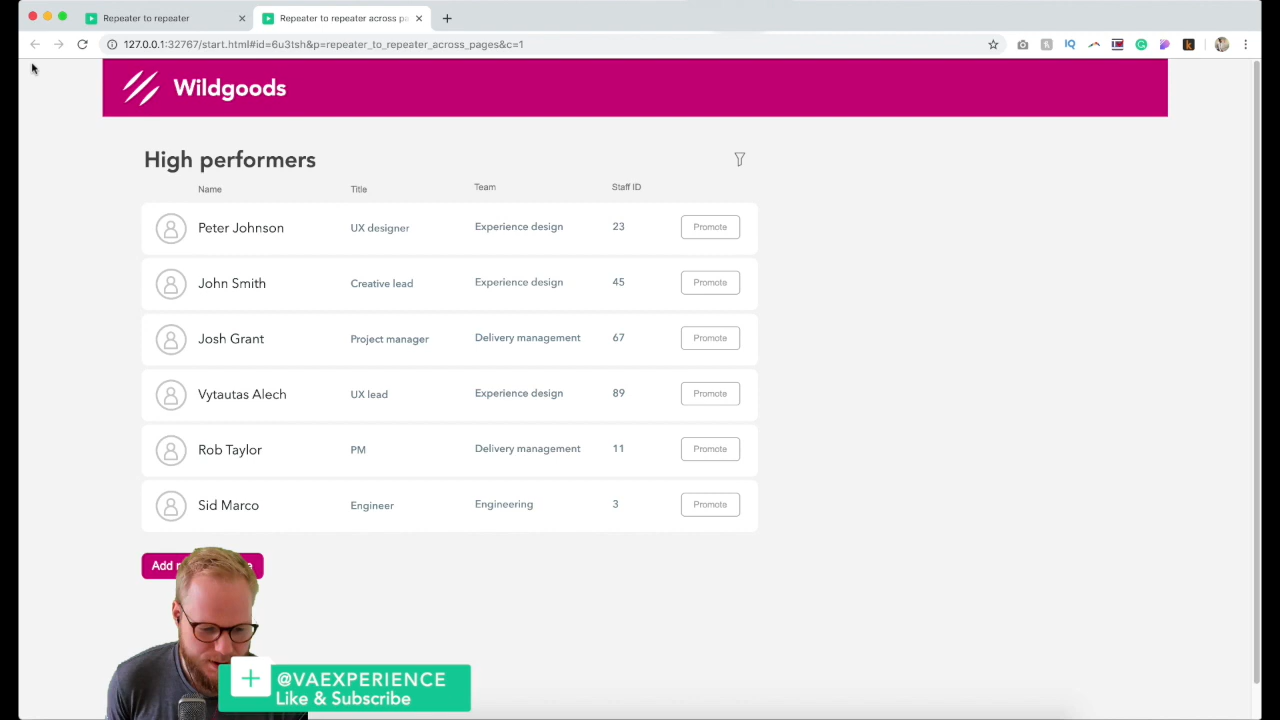 Repeater to repeater
Repeater to repeater across pa
127.0.0.1:32767/start.html#id=6u3tsh&p=repeater_to_repeater_across_pages&c=1
IQ
k
Wildgoods
High performers
Name Title Team Staff ID
Peter Johnson UX designer Experience design 23 Promote
John Smith Creative lead Experience design 45 Promote
Josh Grant Project manager Delivery management 67 Promote
Vytautas Alech UX lead Experience design 89 Promote
Rob Taylor PM Delivery management 11 Promote
Sid Marco Engineer Engineering 3 Promote
Add
@VAEXPERIENCE
Like & Subscribe